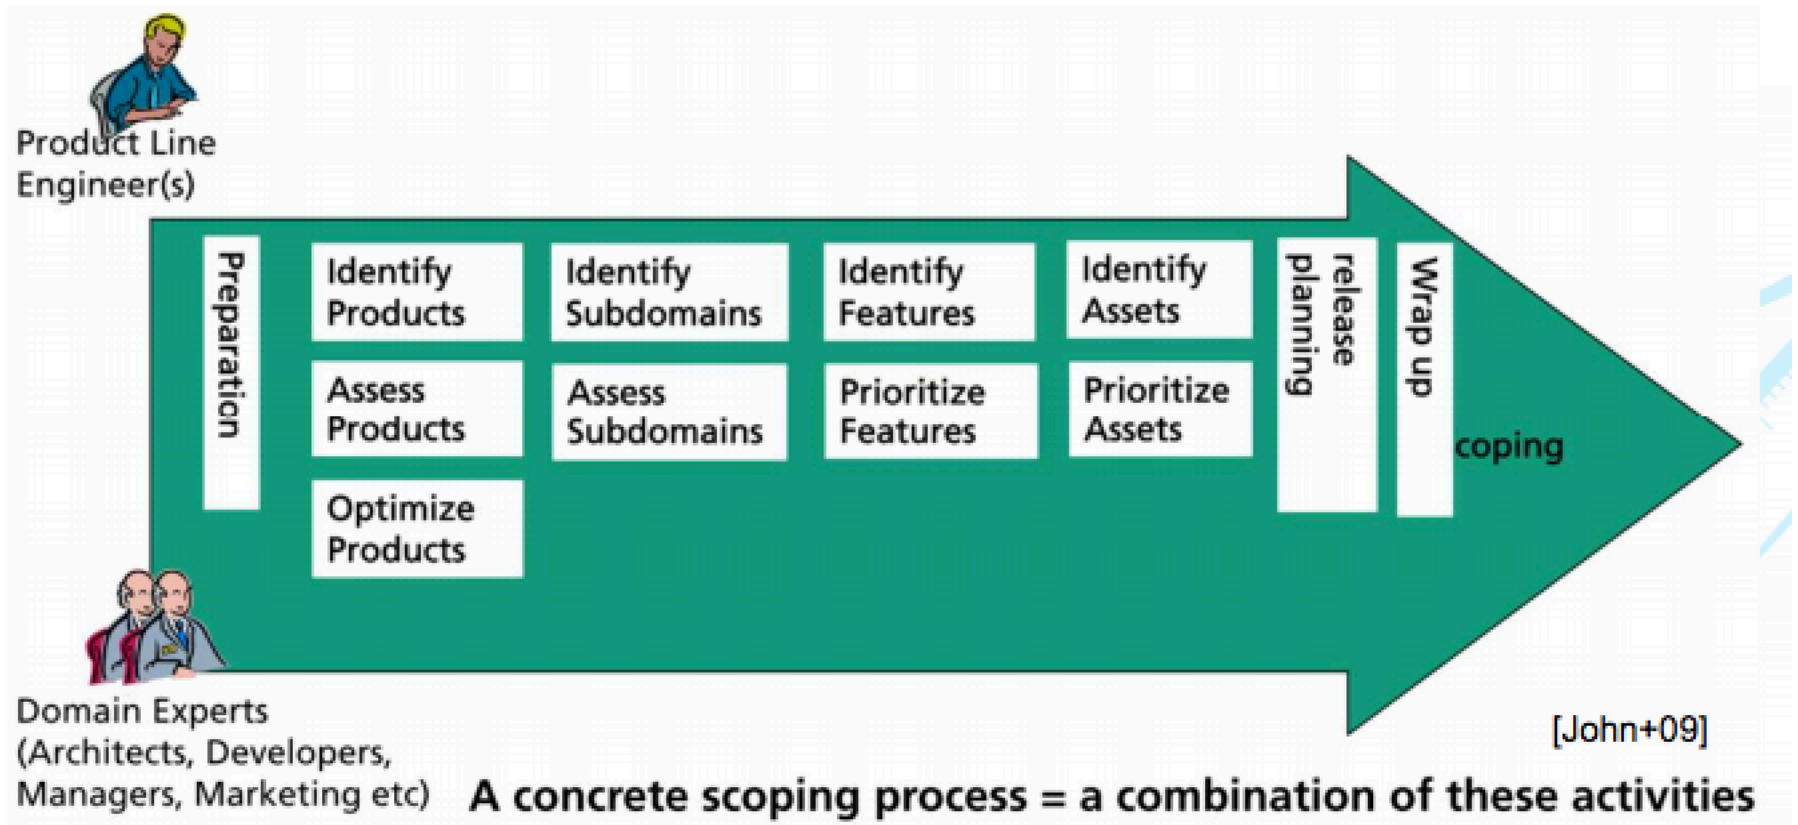 Product Line
Engineer(s)
Preparation
Identify
Products
Assess
Products
Optimize
Products
Identify
Subdomains
Assess
Subdomains
Identify
Features
Prioritize
Features
Identify
Assets
Prioritize
Assets
release
planning
Wrap up
coping
Domain Experts
(Architects, Developers,
Managers, Marketing etc)
[John+09]
A concrete scoping process = a combination of these activities